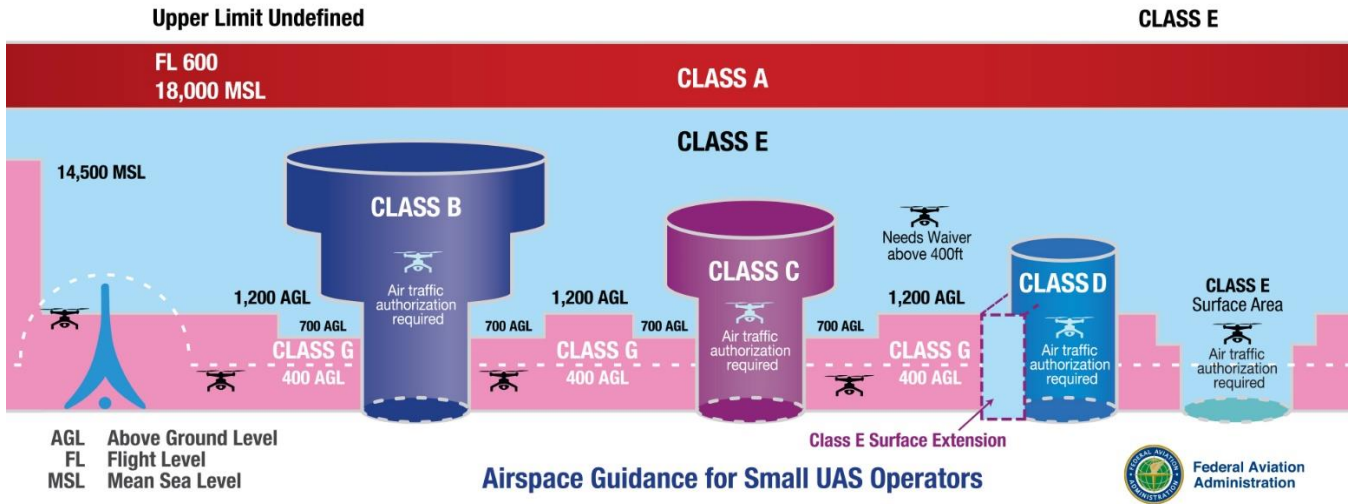 Upper Limit Undefined
CLASS E
FL 600
18,000 MSL
CLASS A
CLASS E
14,500 MSL
CLASS B
Air traffic
authorization
required
CLASS C
Air traffic
authorization
required
Needs Waiver
above 400ft
CLASS D
Air traffic
authorization
required
CLASS E
Surface Area
Air traffic
authorization
required
1,200 AGL
700 AGL
CLASS G
400 AGL
700 AGL
1,200 AGL
700 AGL
CLASS G
400 AGL
700 AGL
1,200 AGL
CLASS G
400 AGL
Class E Surface Extension
AGL Above Ground Level
FL Flight Level
MSL Mean Sea Level
Airspace Guidance for Small UAS Operators
FEDERAL AVIATION
ADMINISTRATION
Federal Aviation
Administration